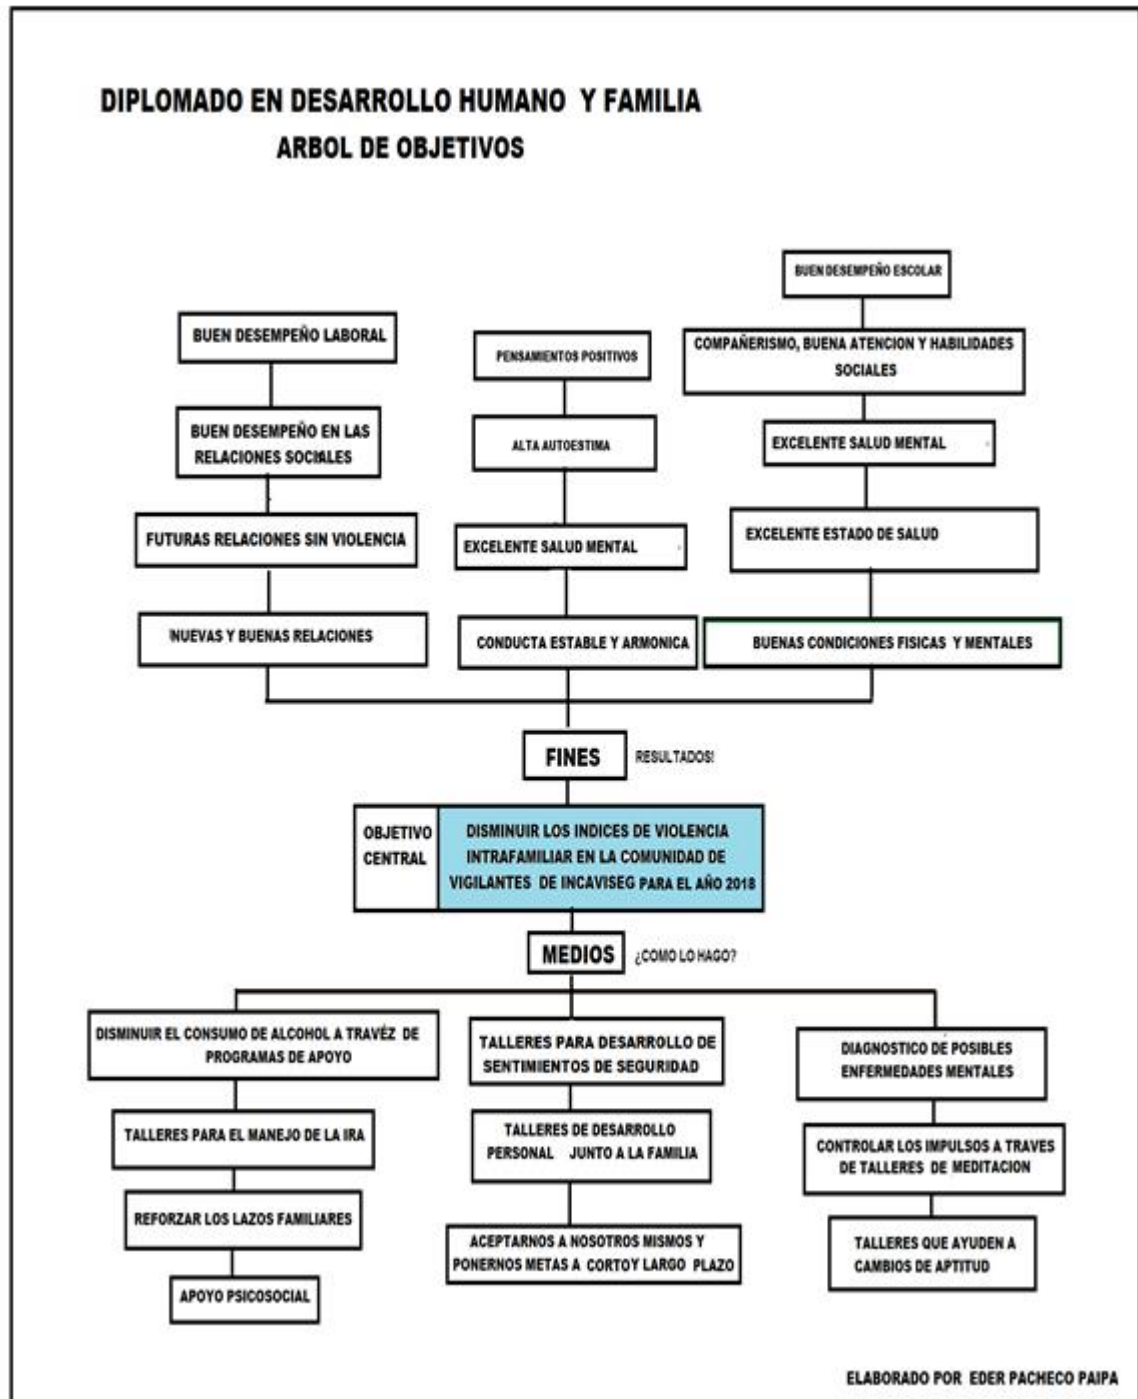 DIPLOMADO EN DESARROLLO HUMANO Y FAMILIA
ARBOL DE OBJETIVOS
BUEN DESEMPEÑO LABORAL
BUEN DESEMPEÑO EN LAS
RELACIONES SOCIALES
FUTURAS RELACIONES SIN VIOLENCIA
NUEVAS Y BUENAS RELACIONES
PENSAMIENTOS POSITIVOS
ALTA AUTOESTIMA
EXCELENTE SALUD MENTAL
CONDUCTA ESTABLE Y ARMONICA
BUEN DESEMPEÑO ESCOLAR
COMPAÑERISMO, BUENA ATENCION Y HABILIDADES
SOCIALES
EXCELENTE SALUD MENTAL
EXCELENTE ESTADO DE SALUD
BUENAS CONDICIONES FISICAS Y MENTALES
FINES
RESULTADOS!
OBJETIVO
CENTRAL
DISMINUIR LOS INDICES DE VIOLENCIA
INTRAFAMILIAR EN LA COMUNIDAD DE
VIGILANTES DE INCAVISEG PARA EL AÑO 2018
MEDIOS
¿COMO LO HAGO?
DISMINUIR EL CONSUMO DE ALCOHOL A TRAVÉZ DE
PROGRAMAS DE APOYO
TALLERES PARA EL MANEJO DE LA IRA
REFORZAR LOS LAZOS FAMILIARES
APOYO PSICOSOCIAL
TALLERES PARA DESARROLLO DE
SENTIMIENTOS DE SEGURIDAD
TALLERES DE DESARROLLO
PERSONAL JUNTO A LA FAMILIA
ACEPTARNOS A NOSOTROS MISMOS Y
PONERNOS METAS A CORTO Y LARGO PLAZO
DIAGNOSTICO DE POSIBLES
ENFERMEDADES MENTALES
CONTROLAR LOS IMPULSOS A TRAVES
DE TALLERES DE MEDITACION
TALLERES QUE AYUDEN A
CAMBIOS DE APTITUD
ELABORADO POR EDER PACHECO PAIPA